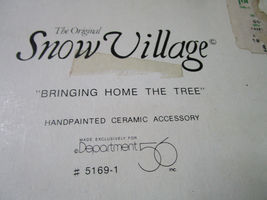 The Original
Snow Village©
"BRINGING HOME THE TREE"
HANDPAINTED CERAMIC ACCESSORY
MADE EXCLUSIVELY FOR
Department 56 inc.
# 5169-1